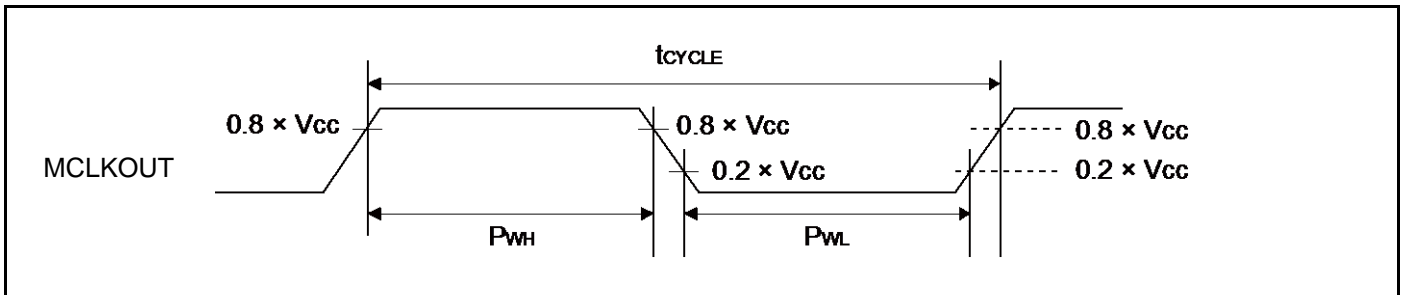 tCYCLE
0.8 × Vcc
0.8 × Vcc
0.8 × Vcc
MCLKOUT
0.2 × Vcc
0.2 × Vcc
PWH
PWL